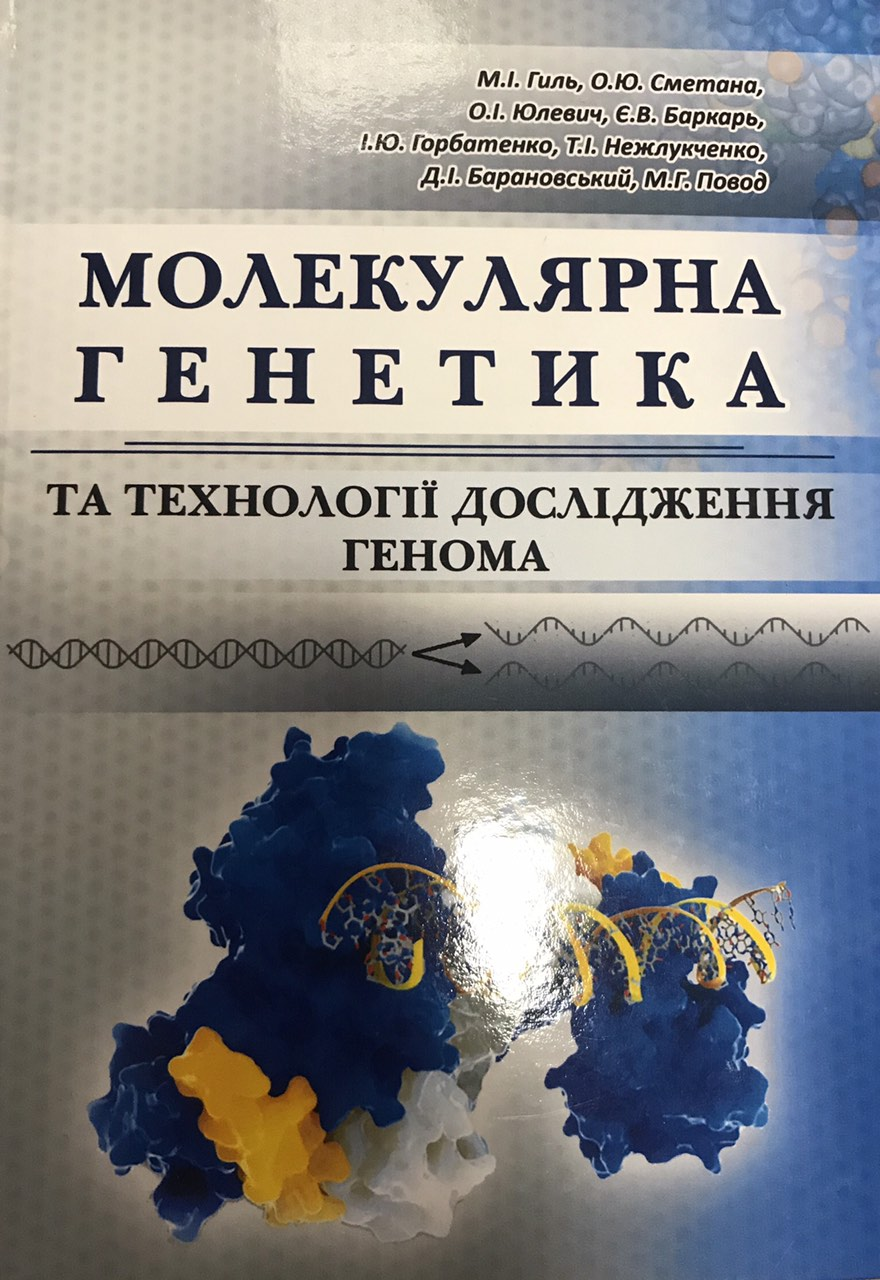 М.І. Гиль, О.Ю. Сметана,
О.І. Юлевич, Є.В. Баркарь,
І.Ю. Горбатенко, Т.І. Нежлукченко,
Д.І. Барановський, М.Г. Повод
МОЛЕКУЛЯРНА
ГЕНЕТИКА
ТА ТЕХНОЛОГІЇ ДОСЛІДЖЕННЯ
ГЕНОМА